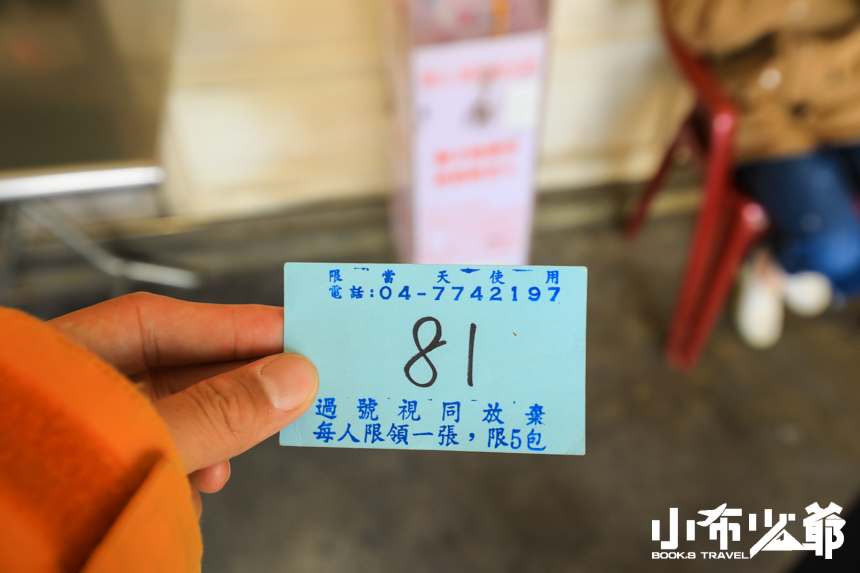 限當天使用
電話:04-7742197
81
過號視同放棄
每人限領一張，限5包
小布少爺
BOOK.S TRAVEL